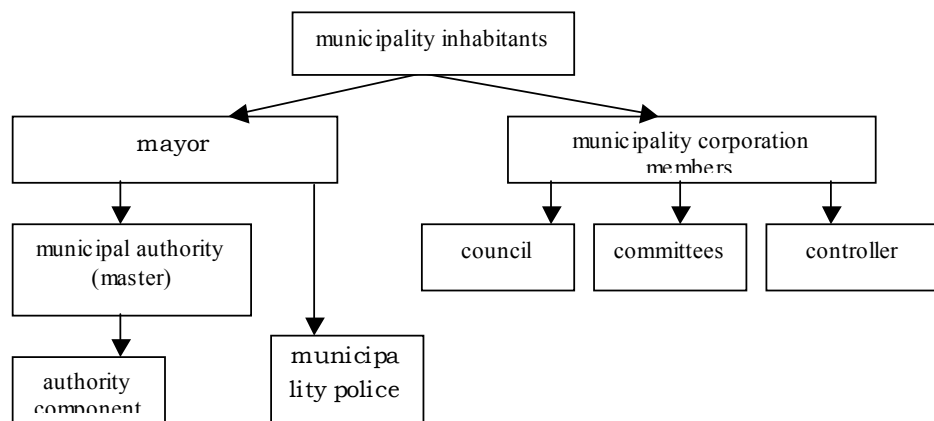 municipality inhabitants
mayor
municipality corporation
members
municipal authority
(master)
council
committees
controller
authority
component
municipa
lity police